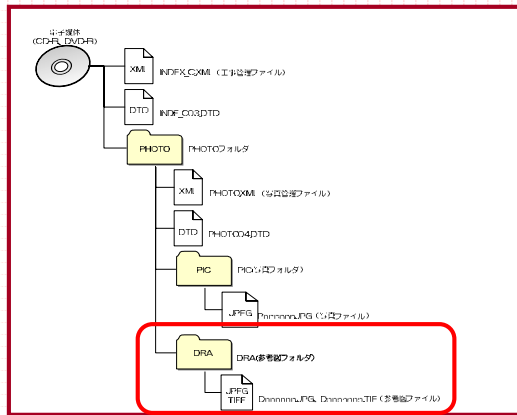 電子媒体
(CD-R, DVD-R)
XML
INDEX_C.XML（工事管理ファイル）
DTD
INDE_C03.DTD
PHOTO
PHOTOフォルダ
XML
PHOTO.XML（写真管理ファイル）
DTD
PHOTO04.DTD
PIC
PIC(写真フォルダ)
JPEG
Pnnnnnnn.JPG（写真ファイル）
DRA
DRA(参考図フォルダ)
JPEG
TIFF
Dnnnnnnn.JPG、Dnnnnnnn.TIF（参考図ファイル）